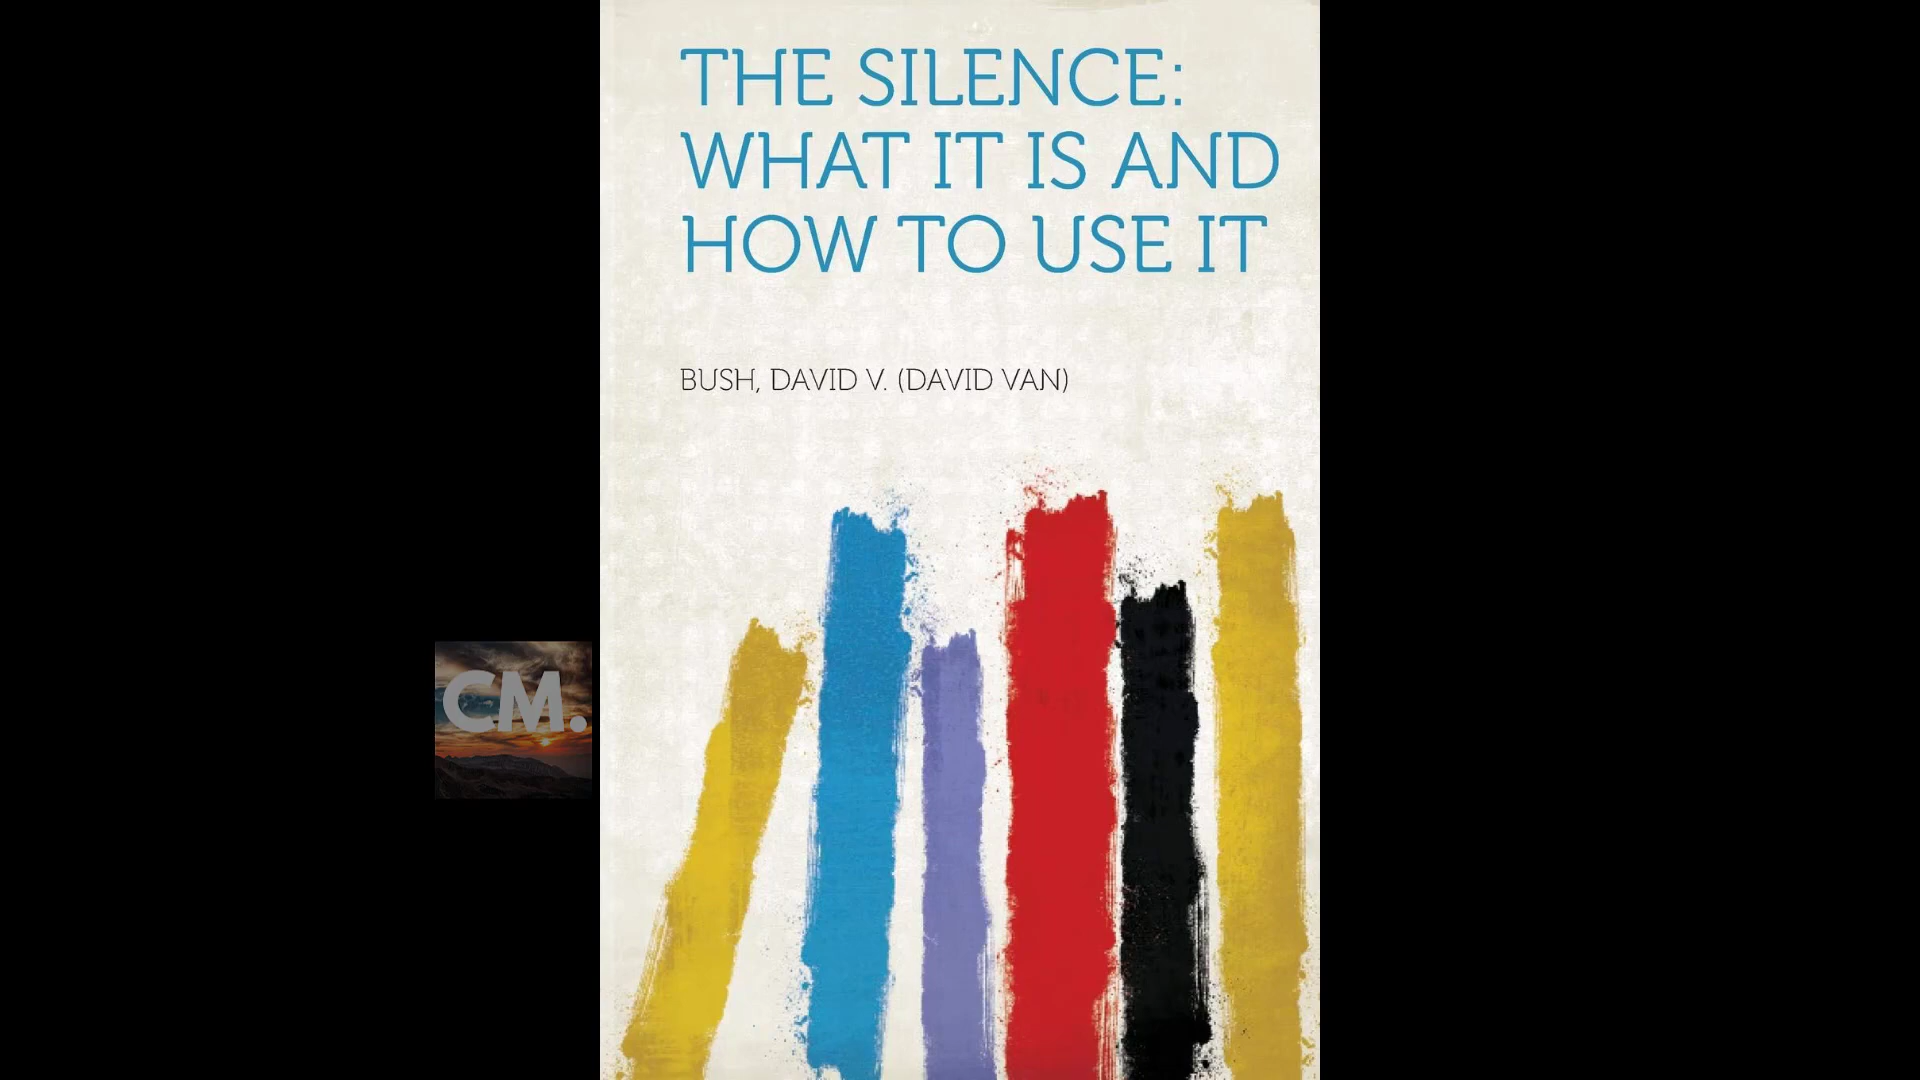 THE SILENCE:
WHAT IT IS AND
HOW TO USE IT
BUSH, DAVID V. (DAVID VAN)
CM.